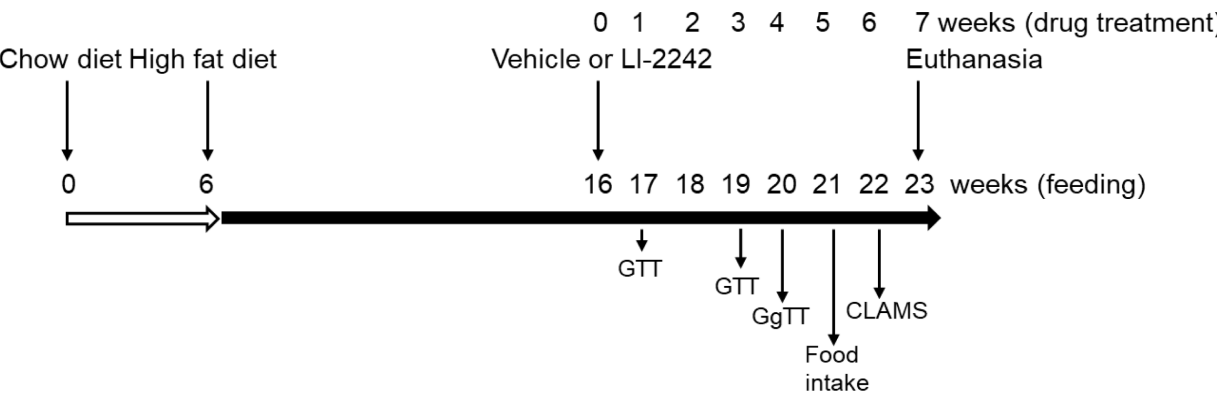 0 1 2 3 4 5 6 7 weeks (drug treatment)
Chow diet High fat diet Vehicle or LI-2242 Euthanasia
0 6 16 17 18 19 20 21 22 23 weeks (feeding)
GTT
GTT
GgTT
CLAMS
Food
intake